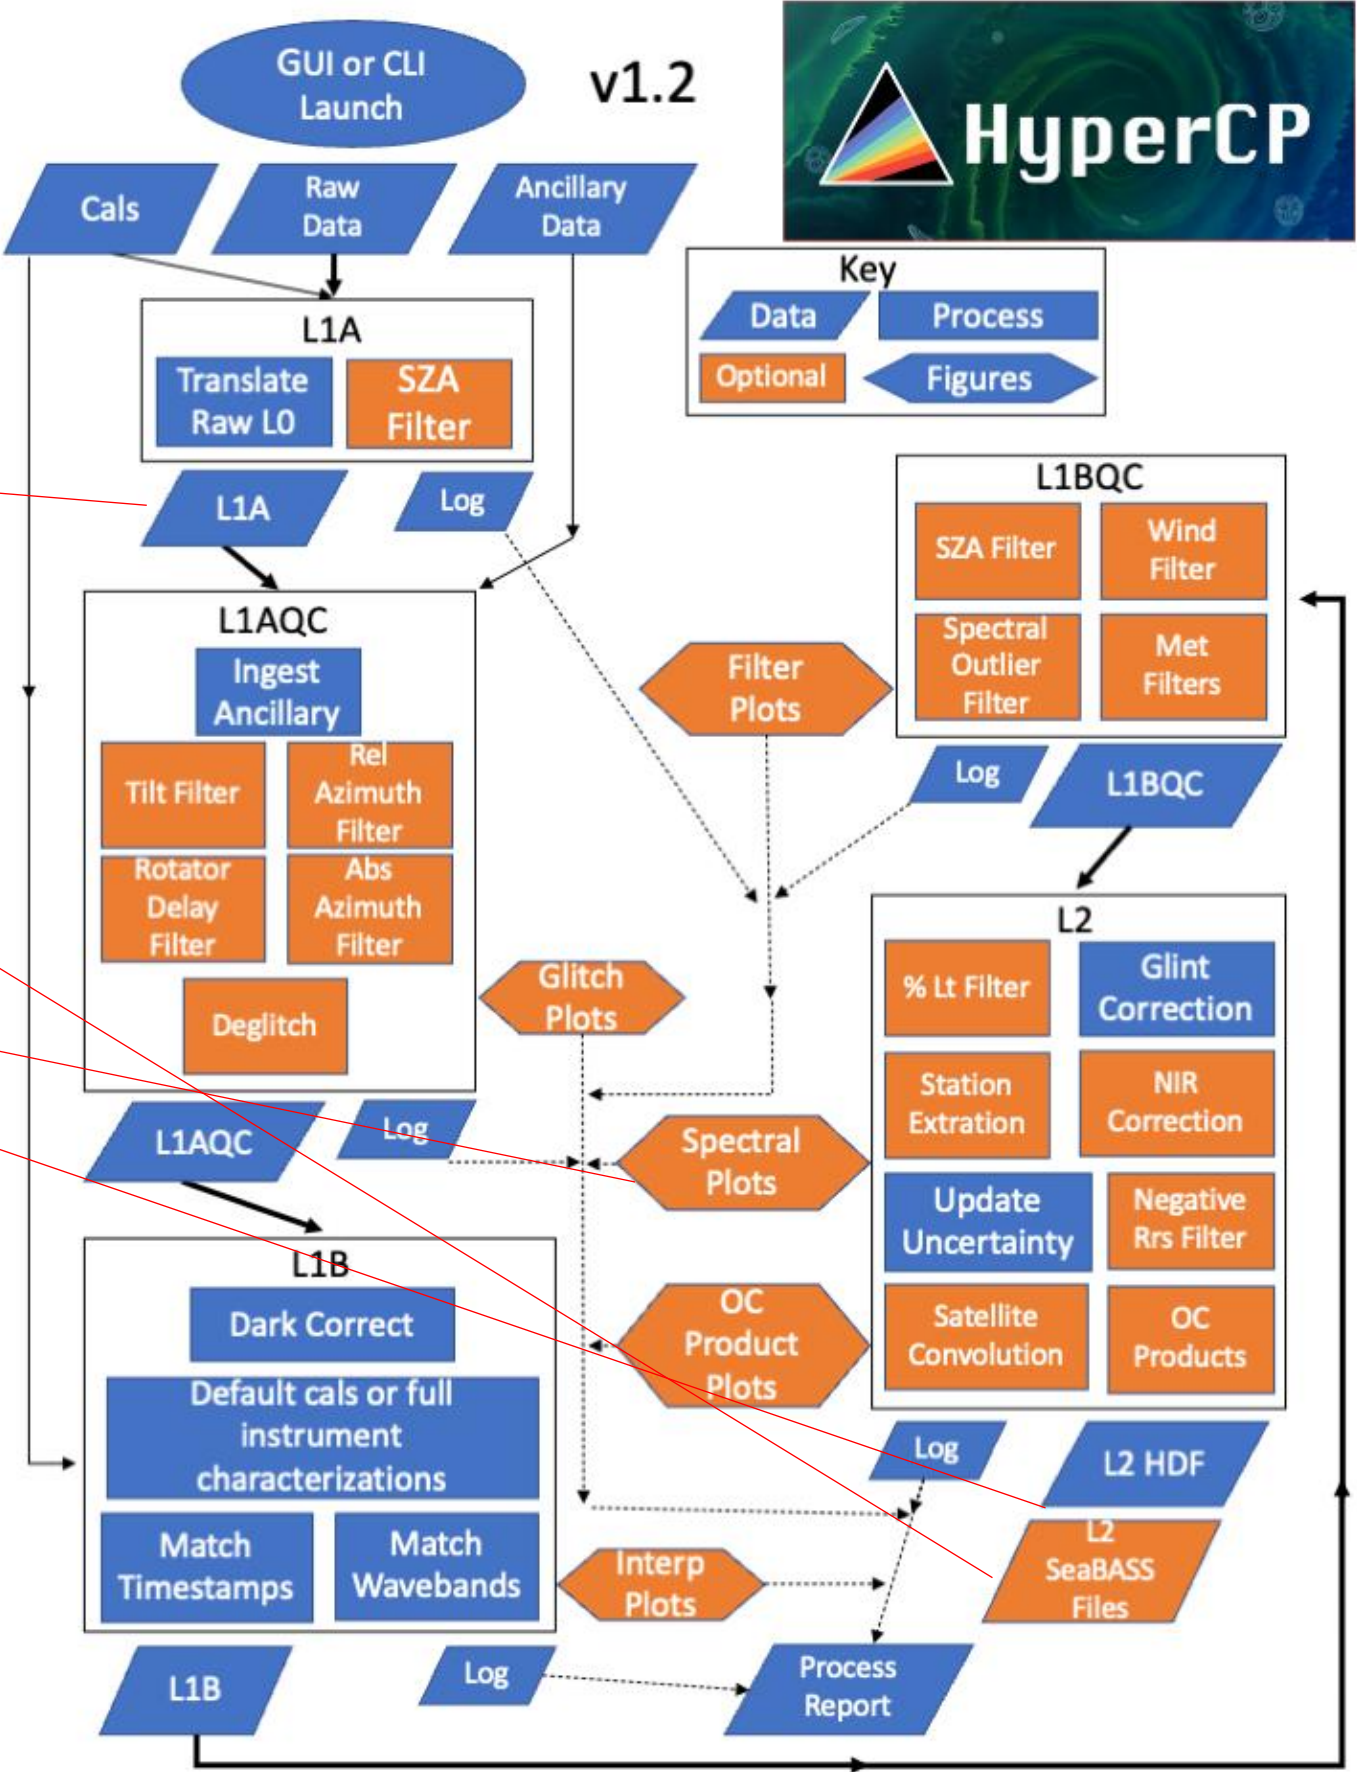 GUI or CLI
Launch
v1.2
HyperCP
Cals
Raw
Data
Ancillary
Data
Key
Data
Process
Optional
Figures
L1A
Translate
Raw L0
SZA
Filter
L1A
Log
L1AQC
Ingest
Ancillary
Tilt Filter
Rel
Azimuth
Filter
Rotator
Delay
Filter
Abs
Azimuth
Filter
Deglitch
Glitch
Plots
L1AQC
Log
L1B
Dark Correct
Default cals or full
instrument
characterizations
Match
Timestamps
Match
Wavebands
Interp
Plots
L1B
Log
Process
Report
L1BQC
SZA Filter
Wind
Filter
Spectral
Outlier
Filter
Met
Filters
Filter
Plots
Log
L1BQC
L2
% Lt Filter
Glint
Correction
Station
Extration
NIR
Correction
Update
Uncertainty
Negative
Rrs Filter
Satellite
Convolution
OC
Products
Spectral
Plots
OC
Product
Plots
Log
L2 HDF
L2
SeaBASS
Files